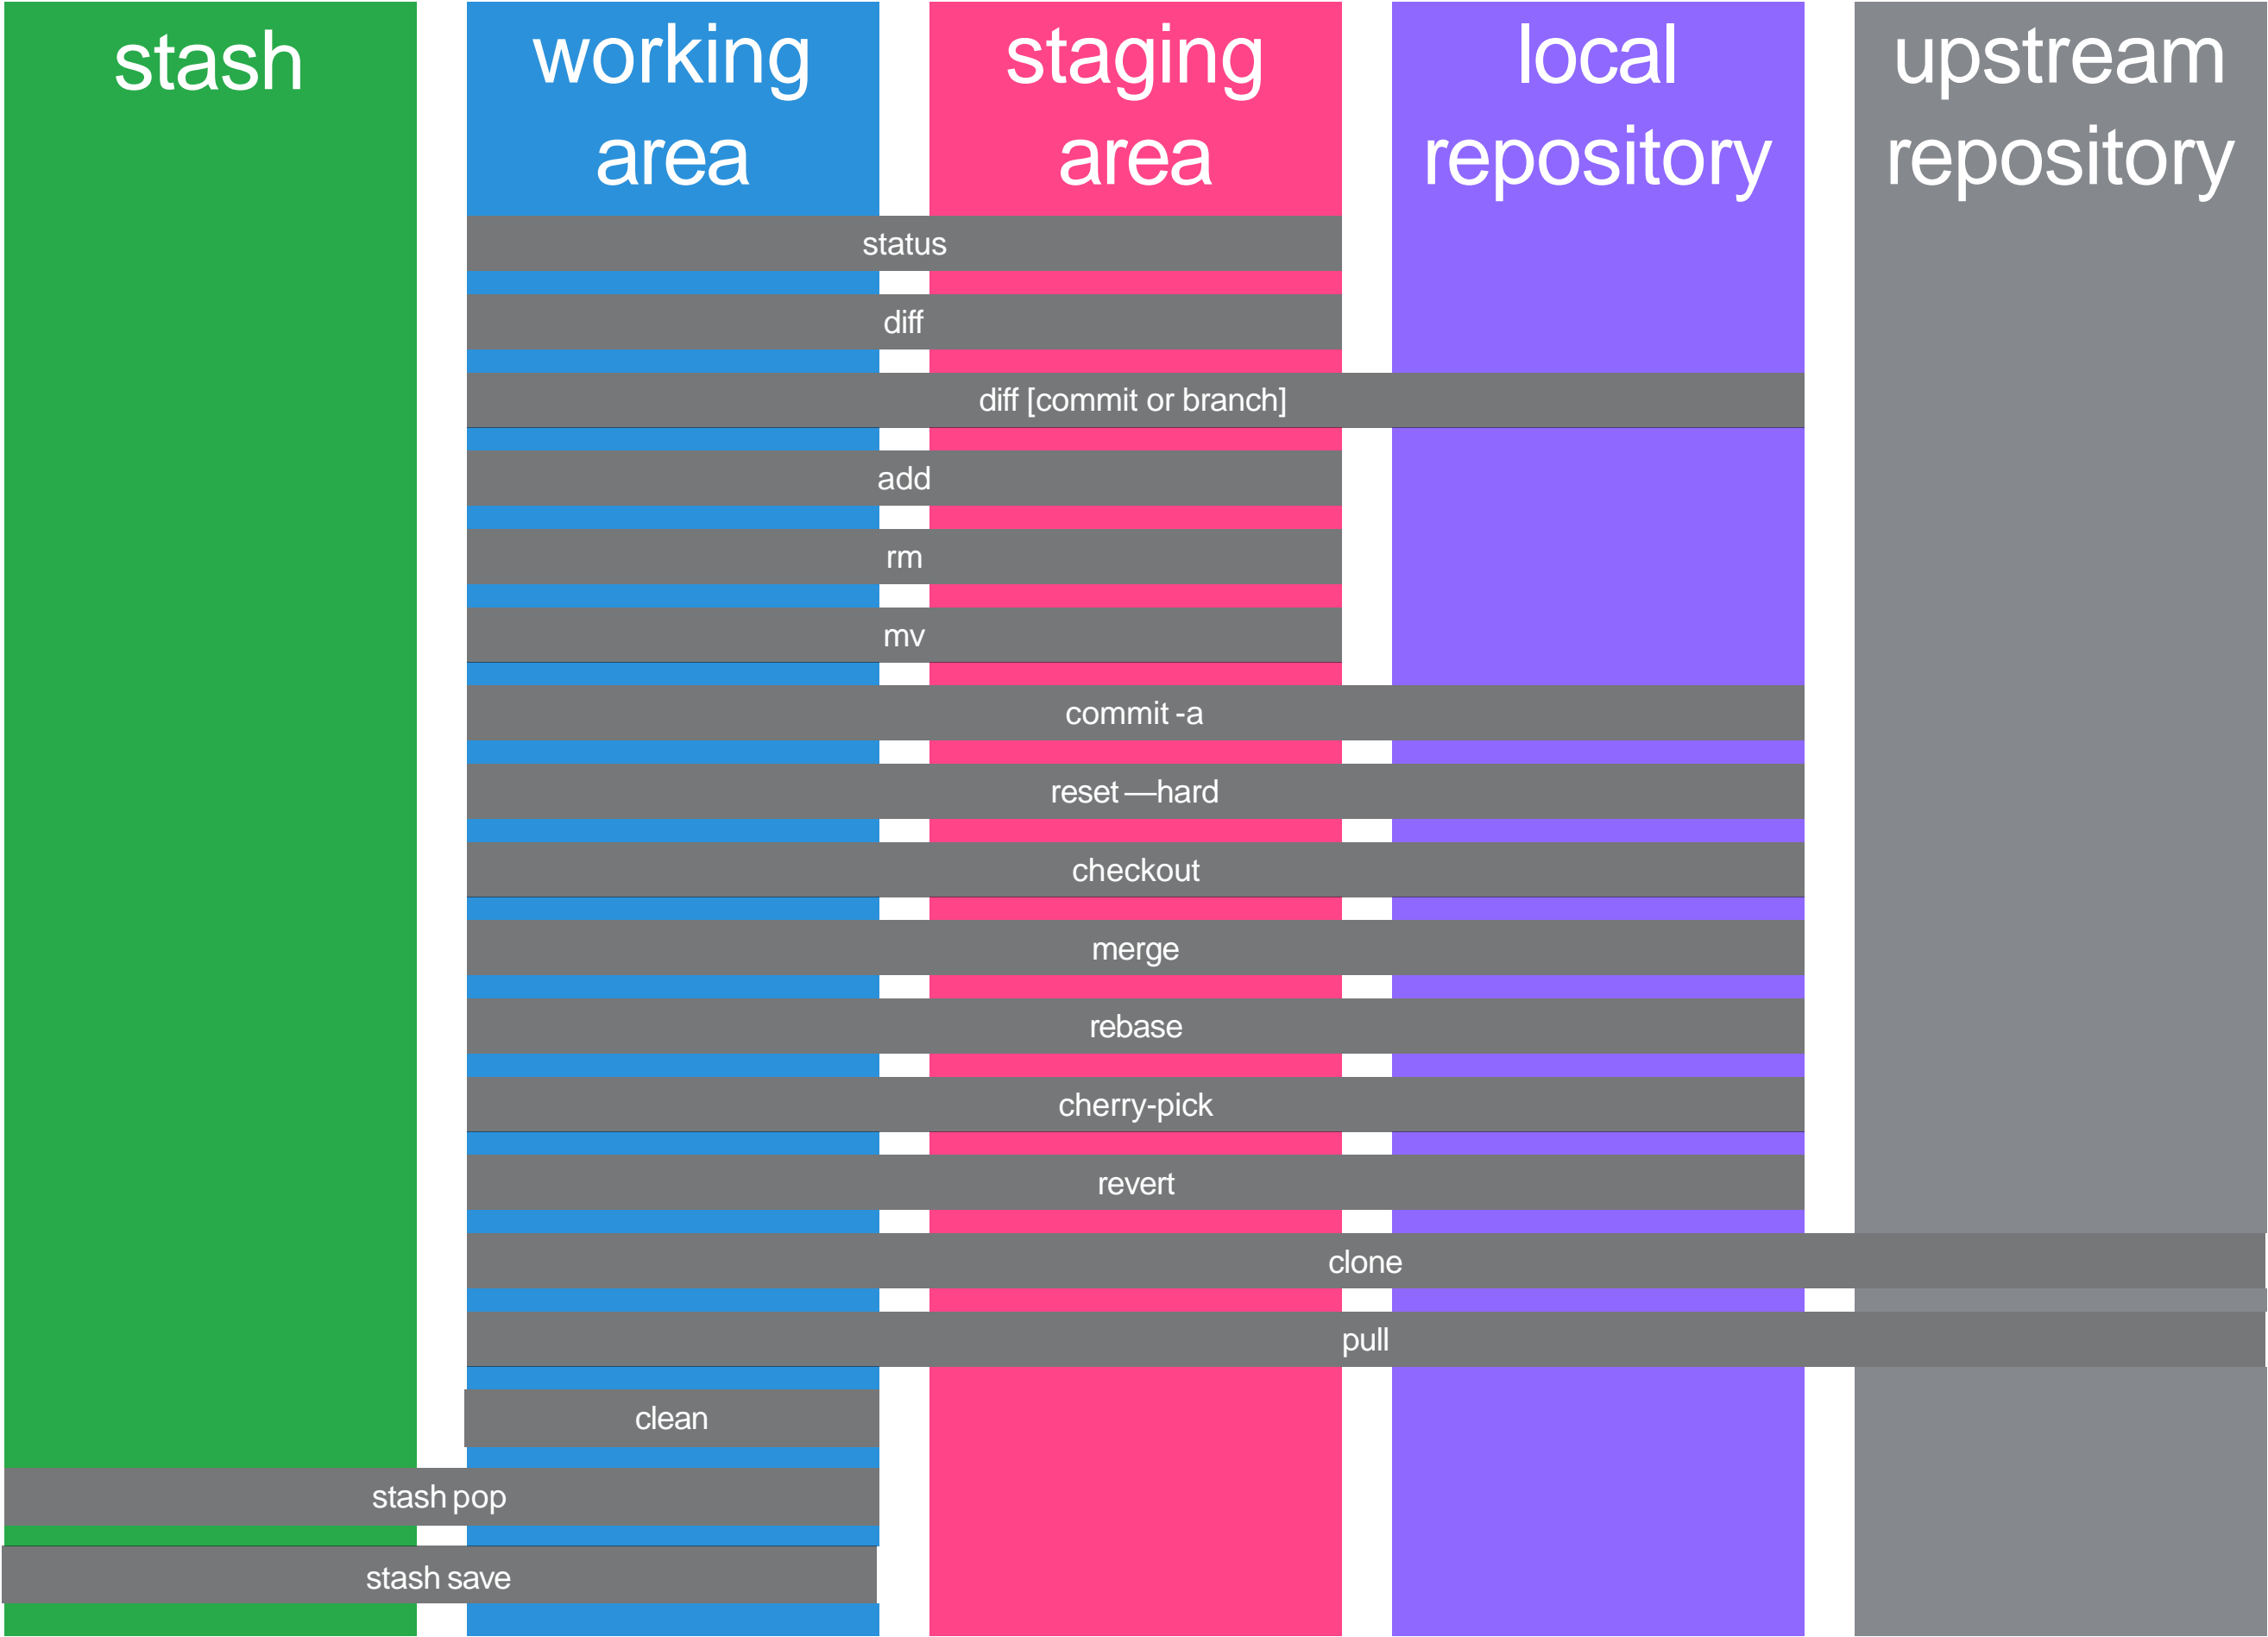 stash
working
area
staging
area
local
repository
upstream
repository
status
diff
diff [commit or branch]
add
rm
mv
commit -a
reset —hard
checkout
merge
rebase
cherry-pick
revert
clone
pull
clean
stash pop
stash save